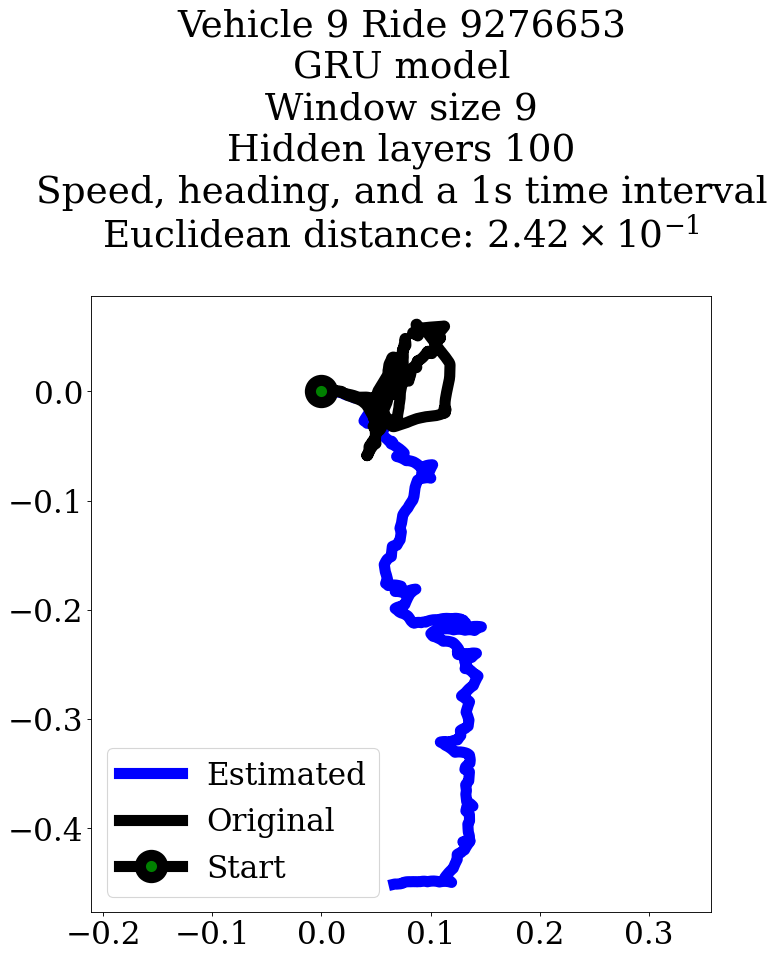 Vehicle 9 Ride 9276653
GRU model
Window size 9
Hidden layers 100
Speed, heading, and a 1s time interval
Euclidean distance: 2.42 × 10⁻¹
0.0
−0.1
−0.2
−0.3
−0.4
Estimated
Original
Start
−0.2 −0.1 0.0 0.1 0.2 0.3